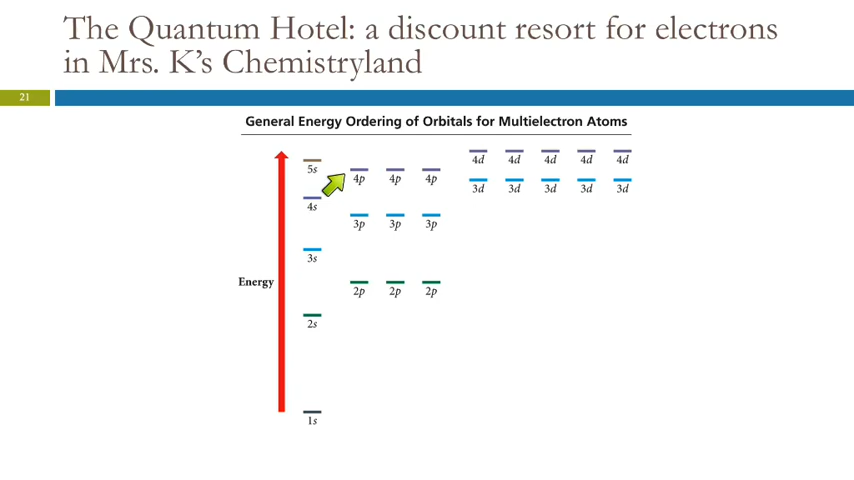 The Quantum Hotel: a discount resort for electrons
in Mrs. K’s Chemistryland
21
General Energy Ordering of Orbitals for Multielectron Atoms
4d 4d 4d 4d 4d
5s
4p 4p 4p
3d 3d 3d 3d 3d
4s
3p 3p 3p
3s
Energy
2p 2p 2p
2s
1s